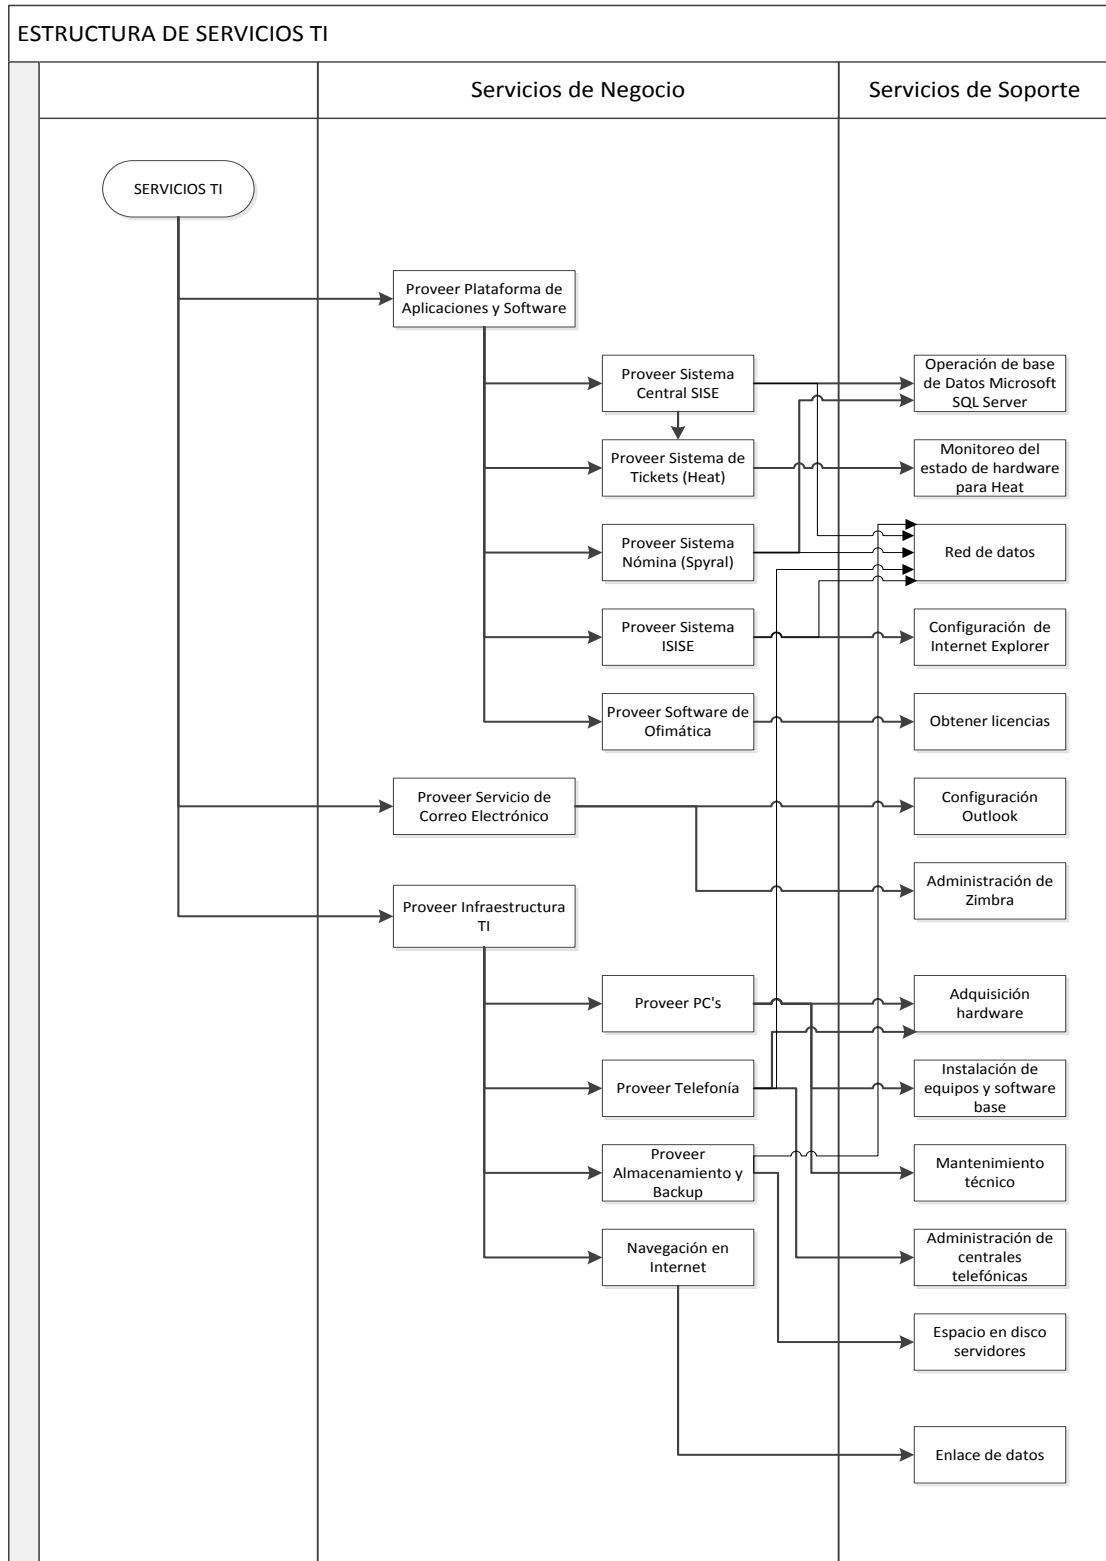 ESTRUCTURA DE SERVICIOS TI
Servicios de Negocio
Servicios de Soporte
SERVICIOS TI
Proveer Plataforma de
Aplicaciones y Software
Proveer Sistema
Central SISE
Operación de base
de Datos Microsoft
SQL Server
Proveer Sistema de
Tickets (Heat)
Monitoreo del
estado de hardware
para Heat
Proveer Sistema
Nómina (Spyral)
Red de datos
Proveer Sistema
ISISE
Configuración de
Internet Explorer
Proveer Software de
Ofimática
Obtener licencias
Proveer Servicio de
Correo Electrónico
Configuración
Outlook
Administración de
Zimbra
Proveer Infraestructura
TI
Proveer PC's
Adquisición
hardware
Proveer Telefonía
Instalación de
equipos y software
base
Proveer
Almacenamiento y
Backup
Mantenimiento
técnico
Navegación en
Internet
Administración de
centrales
telefónicas
Espacio en disco
servidores
Enlace de datos